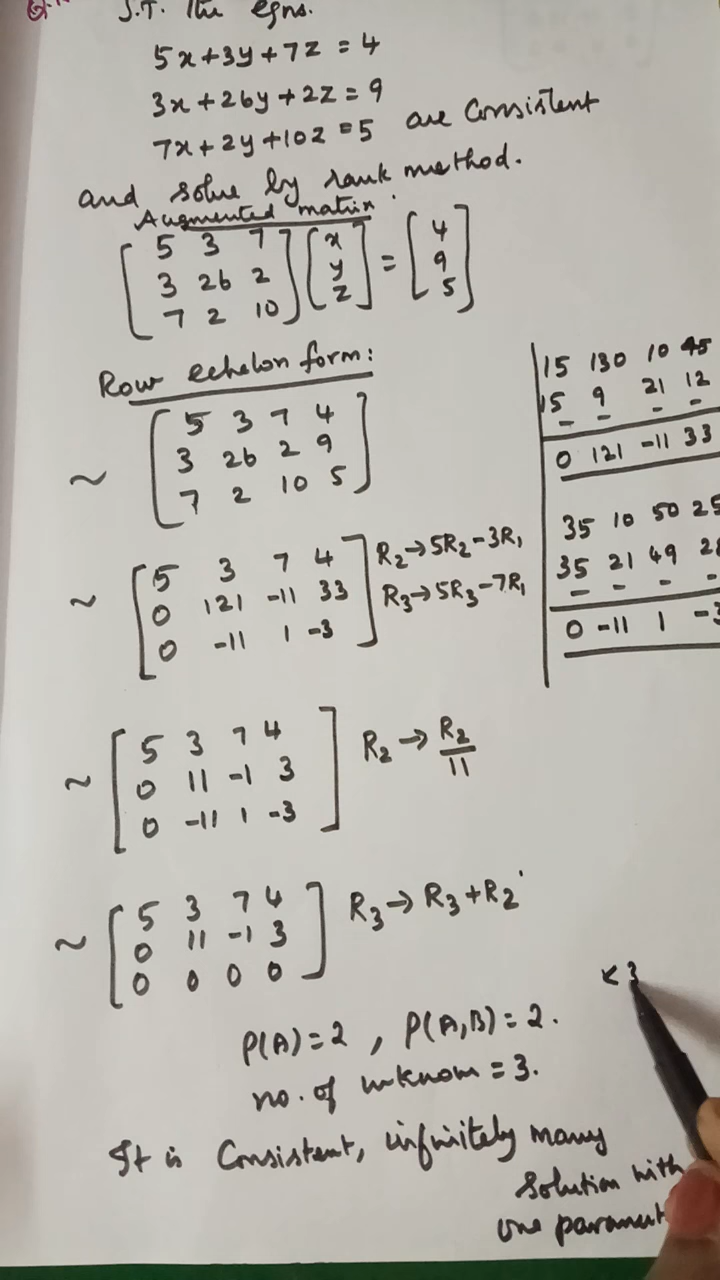 S.T. the eqns.
5x+3y+7z = 4
3x+26y+2z = 9
7x+2y+10z = 5 are Consistent
and solve by rank method.
Augmented matrix
[5 3 7] [x] = [4]
[3 26 2] [y] [9]
[7 2 10] [z] [5]
Row echelon form:
~ [5 3 7 4]
[3 26 2 9]
[7 2 10 5]
~ [5 3 7 4] R₂→5R₂-3R₁
[0 121 -11 33] R₃→5R₃-7R₁
[0 -11 1 -3]
~ [5 3 7 4] R₂ → R₂/11
[0 11 -1 3]
[0 -11 1 -3]
~ [5 3 7 4] R₃→ R₃+R₂
[0 11 -1 3]
[0 0 0 0]
ρ(A)=2 , ρ(A,B)=2. < 3
no. of unknown = 3.
It is Consistent, infinitely many
solution with
one
15 130 10 45
15 9 21 12
- - - -
0 121 -11 33
35 10 50 25
35 21 49
- - - -
0 -11 1